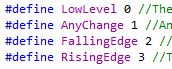 #define LowLevel 0 //The
#define AnyChange 1 //An
#define FallingEdge 2 //
#define RisingEdge 3 //T